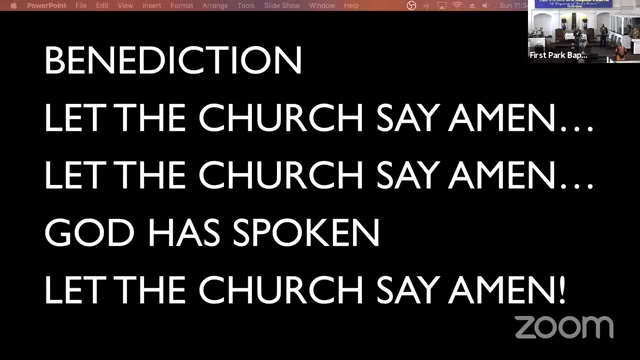 PowerPoint File Edit View Insert Format Arrange Tools Slide Show Window Help
BENEDICTION
LET THE CHURCH SAY AMEN...
LET THE CHURCH SAY AMEN...
GOD HAS SPOKEN
LET THE CHURCH SAY AMEN!
First Park Bap...
zoom